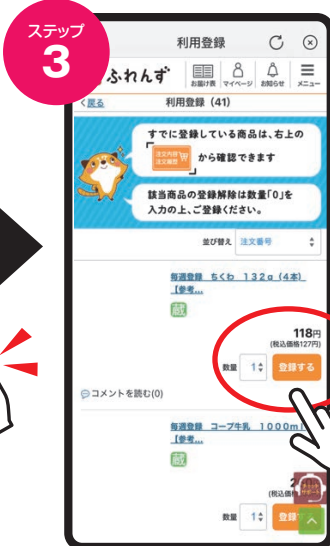 ステップ
3
利用登録
ふれんず
お届け表 マイページ お知らせ メニュー
<戻る 利用登録 (41)
すでに登録している商品は、右上の
「注文内容 注文履歴」から確認できます
該当商品の登録解除は数量「0」を
入力の上、ご登録ください。
並び替え 注文番号
毎週登録 ちくわ 132g(4本)
【参考...
蔵
118円
(税込価格127円)
数量 1 登録する
コメントを読む(0)
毎週登録 コープ牛乳 1000m
【参考...
蔵
(税込価格
数量 1 登録